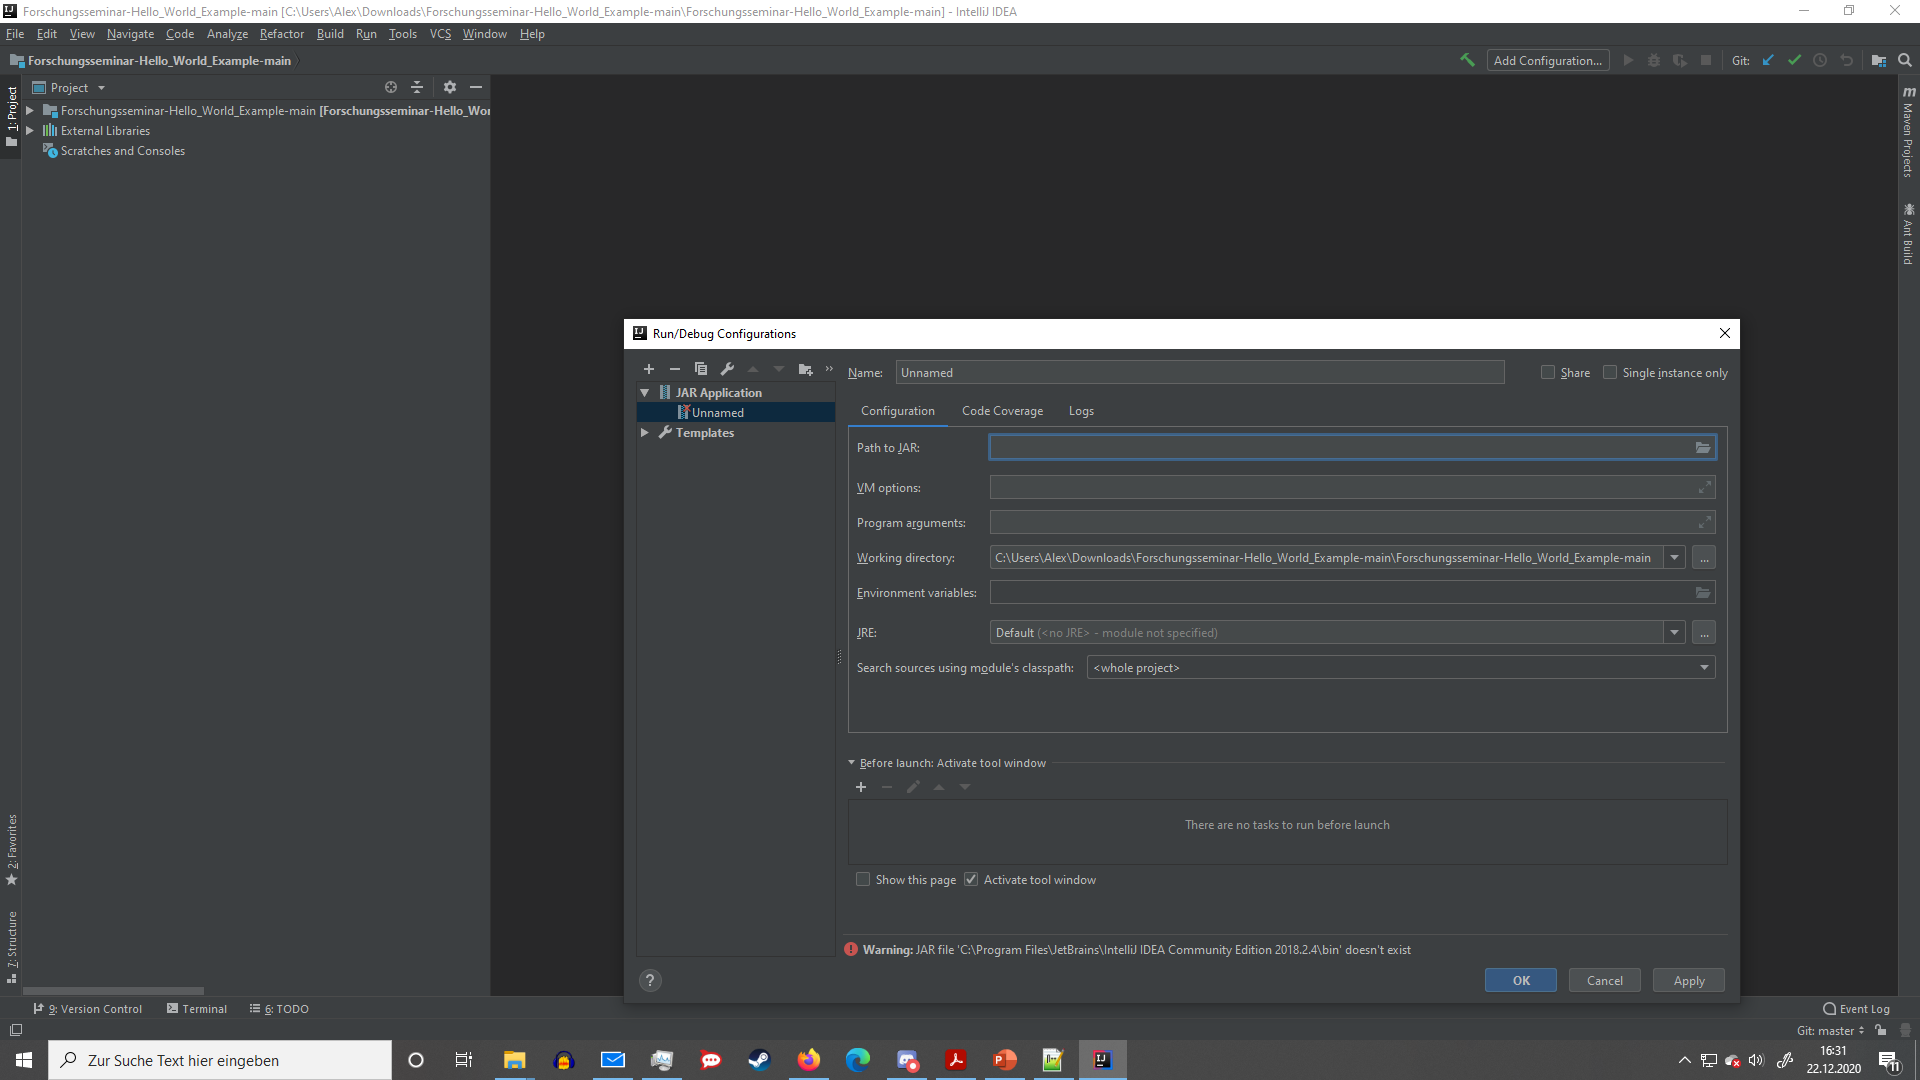 Forschungsseminar-Hello_World_Example-main [C:\Users\Alex\Downloads\Forschungsseminar-Hello_World_Example-main\Forschungsseminar-Hello_World_Example-main] - IntelliJ IDEA
File Edit View Navigate Code Analyze Refactor Build Run Tools VCS Window Help
Forschungsseminar-Hello_World_Example-main
Add Configuration...
Git:
1: Project
Project
Forschungsseminar-Hello_World_Example-main [Forschungsseminar-Hello_Wor
External Libraries
Scratches and Consoles
Maven Projects
Ant Build
Run/Debug Configurations
JAR Application
Unnamed
Templates
Name: Unnamed
Share
Single instance only
Configuration Code Coverage Logs
Path to JAR:
VM options:
Program arguments:
Working directory: C:\Users\Alex\Downloads\Forschungsseminar-Hello_World_Example-main\Forschungsseminar-Hello_World_Example-main
...
Environment variables:
JRE: Default (<no JRE> - module not specified)
...
Search sources using module's classpath: <whole project>
Before launch: Activate tool window
There are no tasks to run before launch
Show this page
Activate tool window
Warning: JAR file 'C:\Program Files\JetBrains\IntelliJ IDEA Community Edition 2018.2.4\bin' doesn't exist
?
OK Cancel Apply
2: Favorites
7: Structure
9: Version Control
Terminal
6: TODO
Event Log
Git: master
Zur Suche Text hier eingeben
16:31
22.12.2020
11